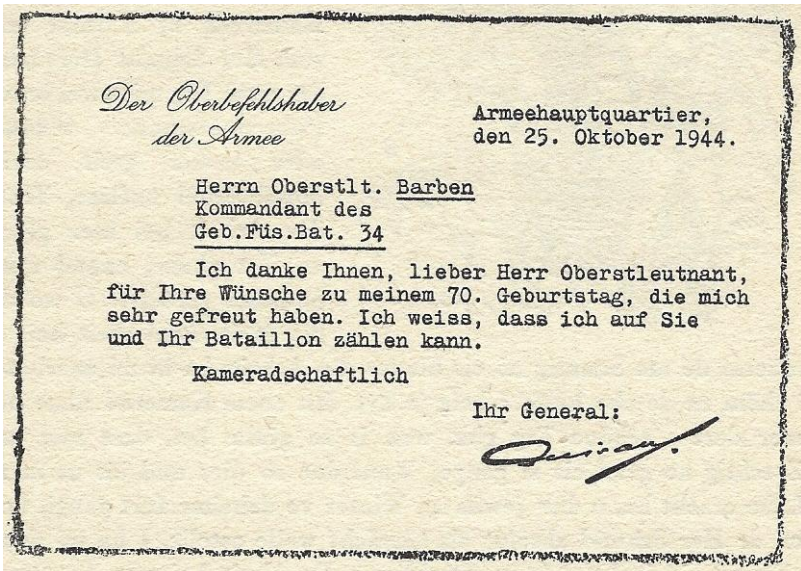 Der Oberbefehlshaber
der Armee
Armeehauptquartier,
den 25. Oktober 1944.
Herrn Oberstlt. Barben
Kommandant des
Geb.Füs.Bat. 34
Ich danke Ihnen, lieber Herr Oberstleutnant,
für Ihre Wünsche zu meinem 70. Geburtstag, die mich
sehr gefreut haben. Ich weiss, dass ich auf Sie
und Ihr Bataillon zählen kann.
Kameradschaftlich
Ihr General: